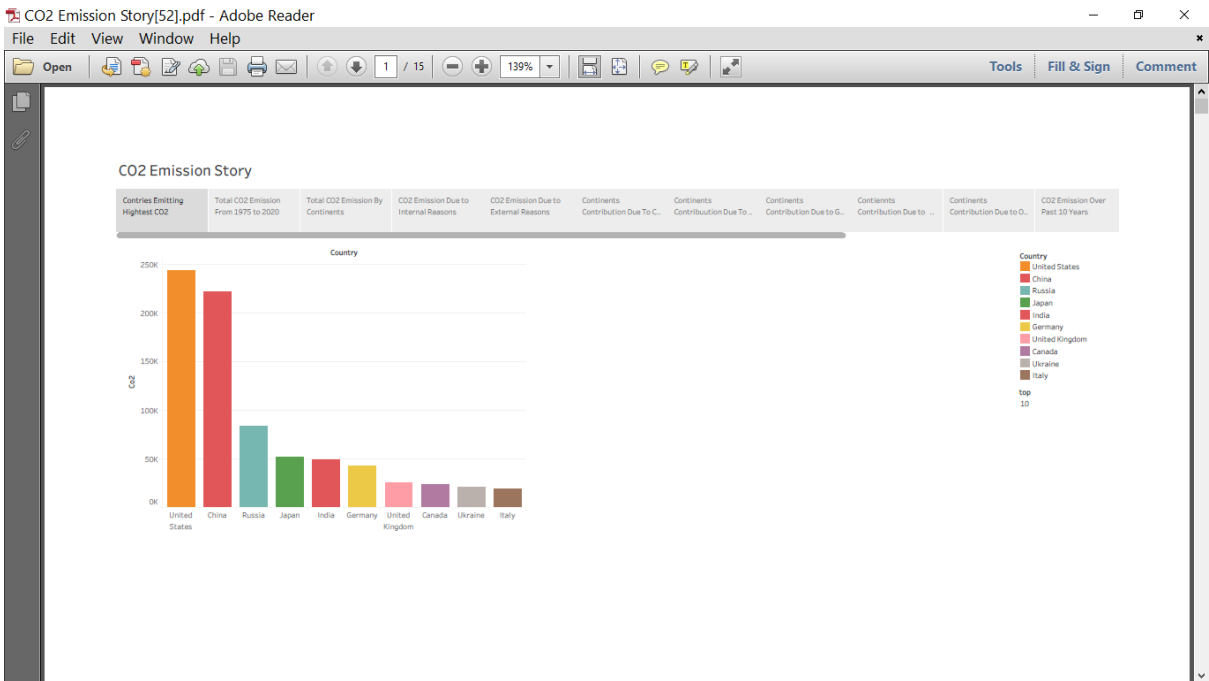 CO2 Emission Story[52].pdf - Adobe Reader
File Edit View Window Help
Open 1 / 15 139% Tools Fill & Sign Comment
CO2 Emission Story
Contries Emitting
Hightest CO2
Total CO2 Emission
From 1975 to 2020
Total CO2 Emission By
Continents
CO2 Emission Due to
Internal Reasons
CO2 Emission Due to
External Reasons
Continents
Contribution Due To C..
Continents
Contribuution Due To ..
Continents
Contribution Due to G..
Contiennts
Contribution Due to ..
Continents
Contribution Due to O..
CO2 Emission Over
Past 10 Years
Country
250K
200K
150K
100K
50K
0K
Co2
United
States
China
Russia
Japan
India
Germany
United
Kingdom
Canada
Ukraine
Italy
Country
United States
China
Russia
Japan
India
Germany
United Kingdom
Canada
Ukraine
Italy
top
10